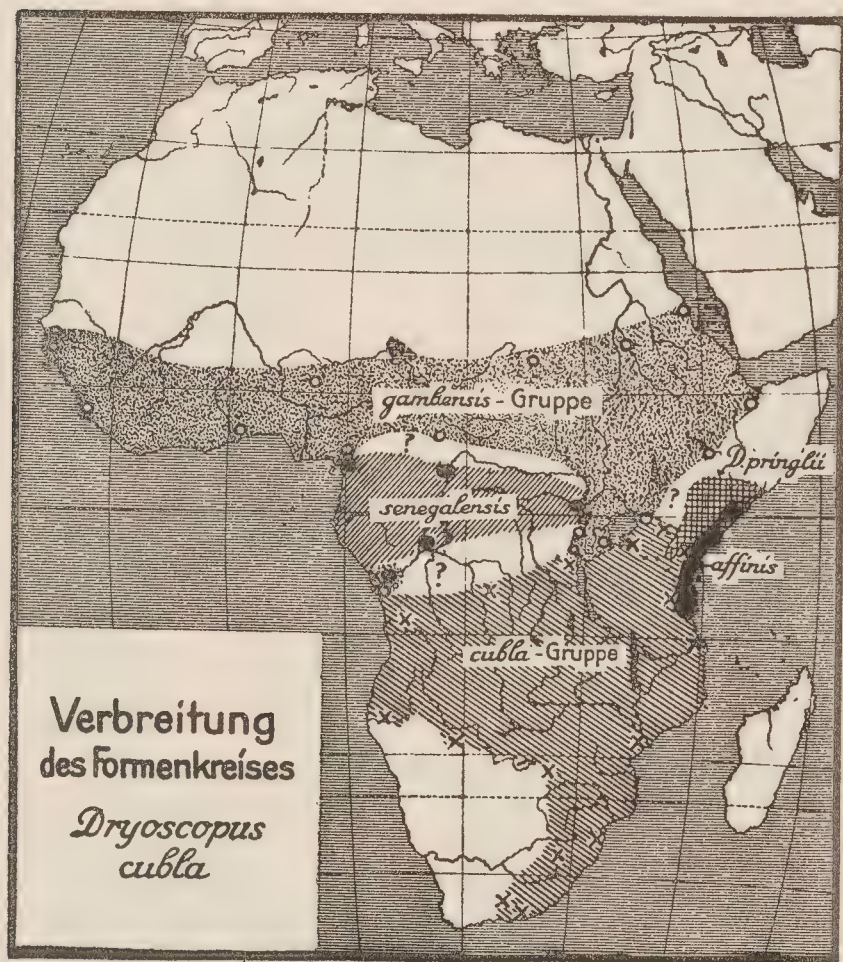 gambensis - Gruppe
?
D. pringlii
senegalensis
?
affinis
?
cubla - Gruppe
Verbreitung
des Formenkreises
Dryoscopus
cubla